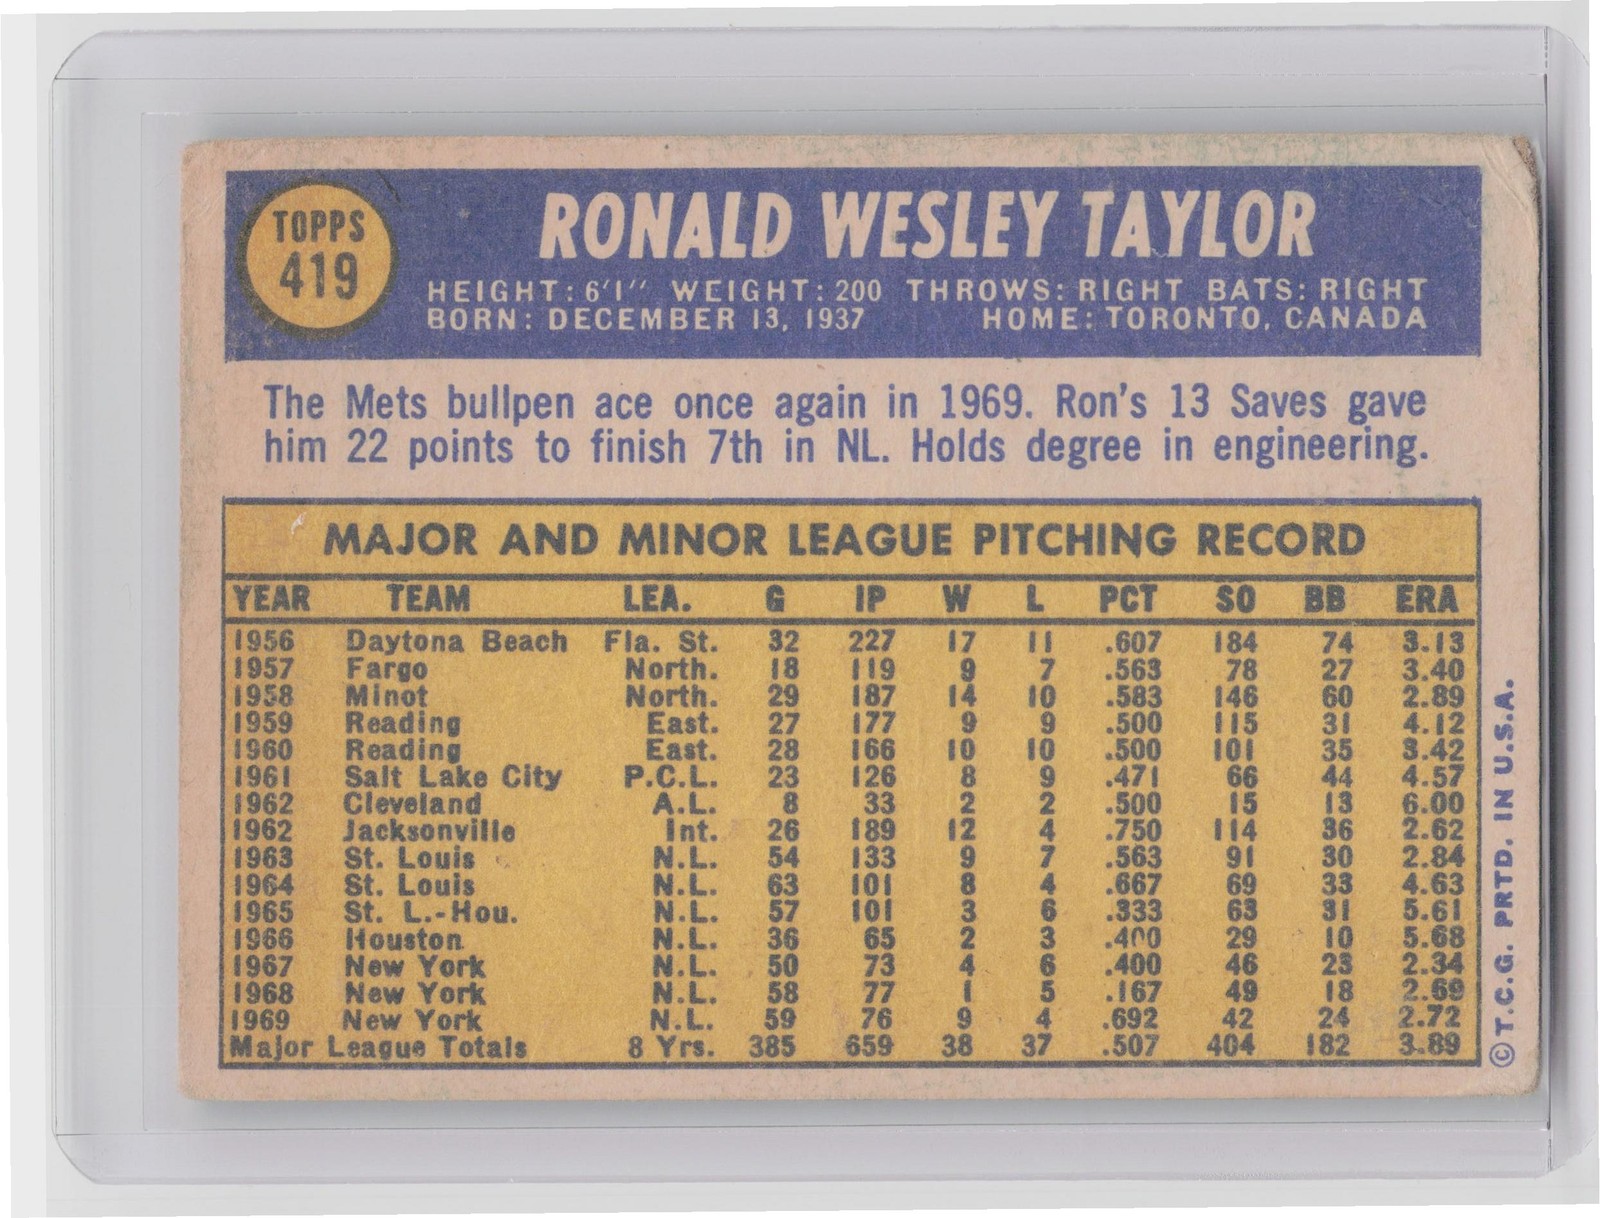 TOPPS
419
RONALD WESLEY TAYLOR
HEIGHT: 6'1" WEIGHT: 200 THROWS: RIGHT BATS: RIGHT
BORN: DECEMBER 13, 1937 HOME: TORONTO, CANADA
The Mets bullpen ace once again in 1969. Ron's 13 Saves gave
him 22 points to finish 7th in NL. Holds degree in engineering.
MAJOR AND MINOR LEAGUE PITCHING RECORD
YEAR TEAM LEA. G IP W L PCT SO BB ERA
1956 Daytona Beach Fla. St. 32 227 17 11 .607 184 74 3.13
1957 Fargo North. 18 119 9 7 .563 78 27 3.40
1958 Minot North. 29 187 14 10 .583 146 60 2.89
1959 Reading East. 27 177 9 9 .500 115 31 4.12
1960 Reading East. 28 166 10 10 .500 101 35 3.42
1961 Salt Lake City P.C.L. 23 126 8 9 .471 66 44 4.57
1962 Cleveland A.L. 8 33 2 2 .500 15 13 6.00
1962 Jacksonville Int. 26 189 12 4 .750 114 36 2.62
1963 St. Louis N.L. 54 133 9 7 .563 91 30 2.84
1964 St. Louis N.L. 63 101 8 4 .667 69 33 4.63
1965 St. L.-Hou. N.L. 57 101 3 6 .333 63 31 5.61
1966 Houston N.L. 36 65 2 3 .400 29 10 5.68
1967 New York N.L. 50 73 4 6 .400 46 23 2.34
1968 New York N.L. 58 77 1 5 .167 49 18 2.69
1969 New York N.L. 59 76 9 4 .692 42 24 2.72
Major League Totals 8 Yrs. 385 659 38 37 .507 404 182 3.89
© T.C.G. PRTD. IN U.S.A.